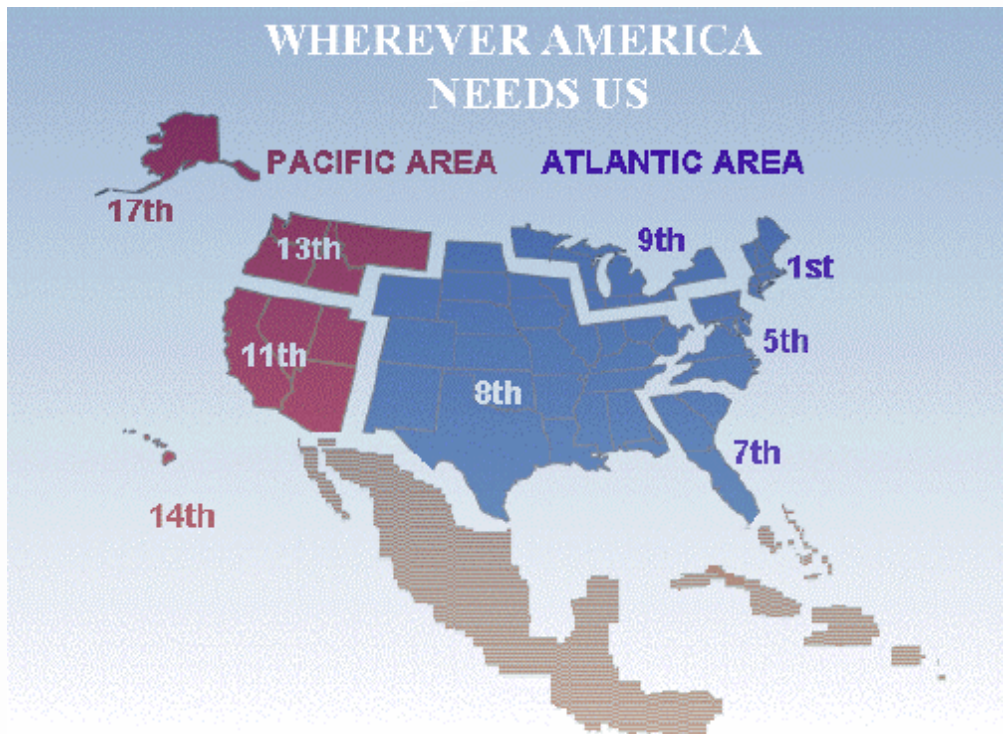 WHEREVER AMERICA
NEEDS US
PACIFIC AREA
ATLANTIC AREA
17th
13th
9th
1st
11th
8th
5th
7th
14th